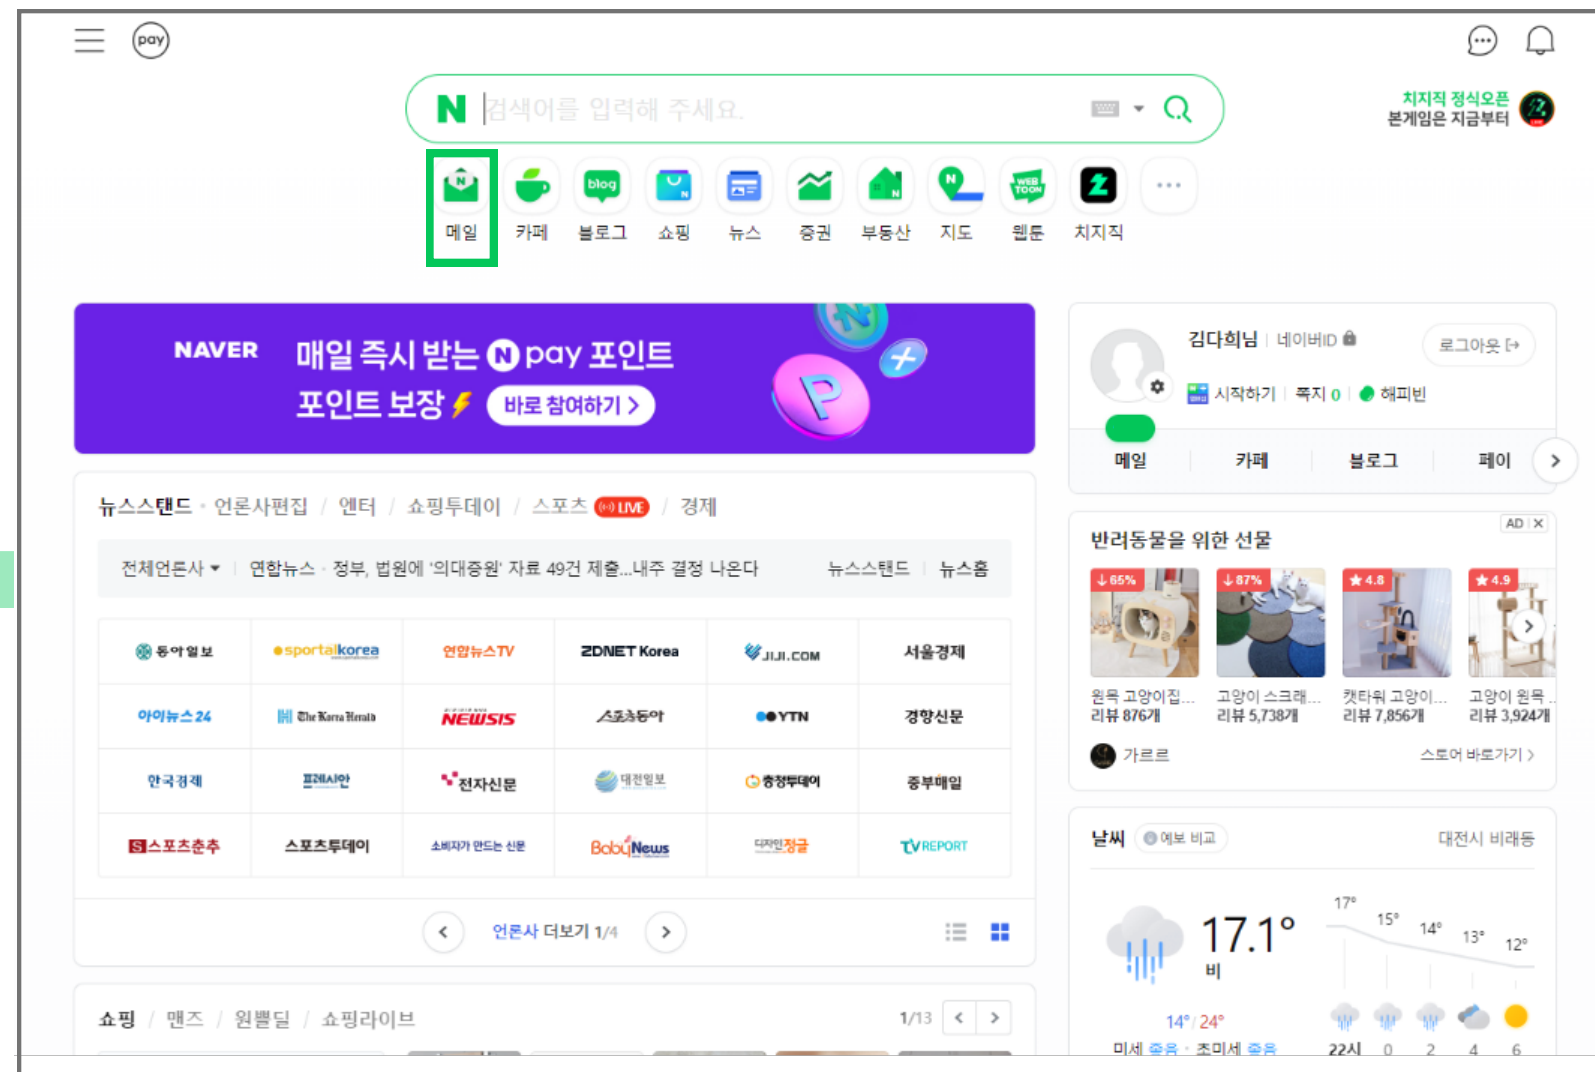 pay
N 검색어를 입력해 주세요.
치지직 정식오픈
본게임은 지금부터
N blog N N N WEB TOON
메일 카페 블로그 쇼핑 뉴스 증권 부동산 지도 웹툰 치지직
NAVER 매일 즉시 받는 N pay 포인트
포인트 보장 바로 참여하기 >
김다희님 네이버ID 로그아웃
시작하기 쪽지 0 해피빈
메일 카페 블로그 페이
뉴스스탠드 · 언론사편집 / 엔터 / 쇼핑투데이 / 스포츠 LIVE / 경제
전체언론사 연합뉴스 · 정부, 법원에 '의대증원' 자료 49건 제출...내주 결정 나온다 뉴스스탠드 뉴스홈
동아일보 sportalkorea 연합뉴스TV ZDNET Korea JIJI.COM 서울경제
아이뉴스24 The Korea Herald NEWSIS 스포츠동아 YTN 경향신문
한국경제 프레시안 전자신문 대전일보 충청투데이 중부매일
S스포츠춘추 스포츠투데이 소비자가 만드는 신문 BabyNews 디자인정글 TVREPORT
언론사 더보기 1/4
쇼핑 / 맨즈 / 원쁠딜 / 쇼핑라이브 1/13
AD X
반려동물을 위한 선물
↓65% ↓87% ★4.8 ★4.9
원목 고양이집... 고양이 스크래... 캣타워 고양이... 고양이 원목 ...
리뷰 876개 리뷰 5,738개 리뷰 7,856개 리뷰 3,924개
가르르 스토어 바로가기 >
날씨 예보 비교 대전시 비래동
17.1°
비
17° 15° 14° 13° 12°
14° / 24°
미세 좋음 · 초미세 좋음
22시 0 2 4 6